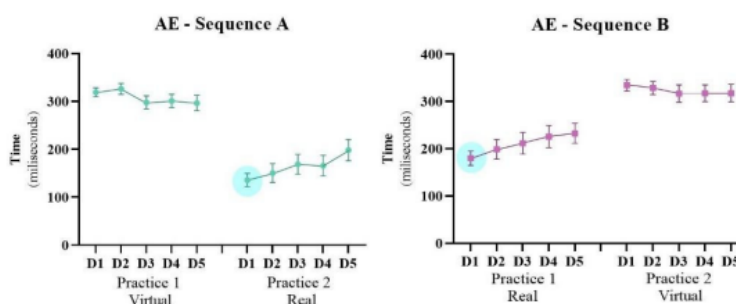 AE - Sequence A
400
300
200
100
0
Time
(miliseconds)
D1 D2 D3 D4 D5
Practice 1
Virtual
D1 D2 D3 D4 D5
Practice 2
Real
AE - Sequence B
400
300
200
100
0
Time
(miliseconds)
D1 D2 D3 D4 D5
Practice 1
Real
D1 D2 D3 D4 D5
Practice 2
Virtual